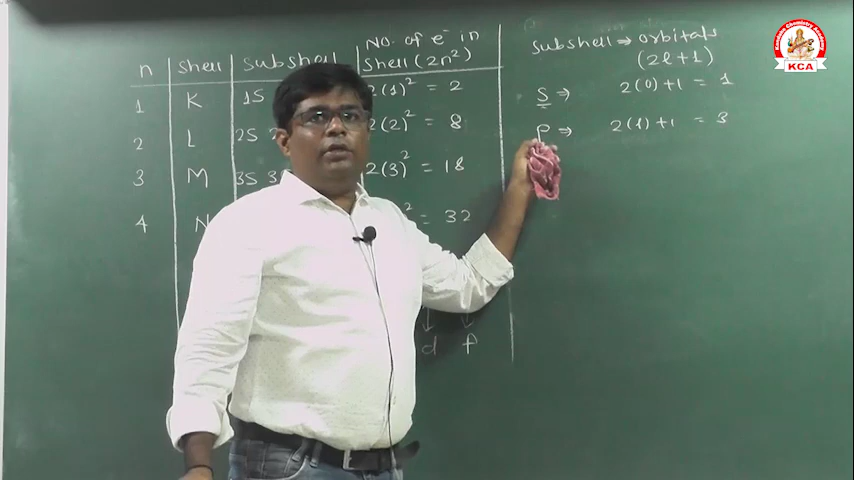 n Shell Subshell No. of e⁻ in Shell (2n²)
1 K 1S 2(1)² = 2
2 L 2S 2(2)² = 8
3 M 3S 2(3)² = 18
4 N ² = 32
d f
Subshell ⇒ orbitals
(2l+1)
S ⇒ 2(0)+1 = 1
P ⇒ 2(1)+1 = 3
KCA